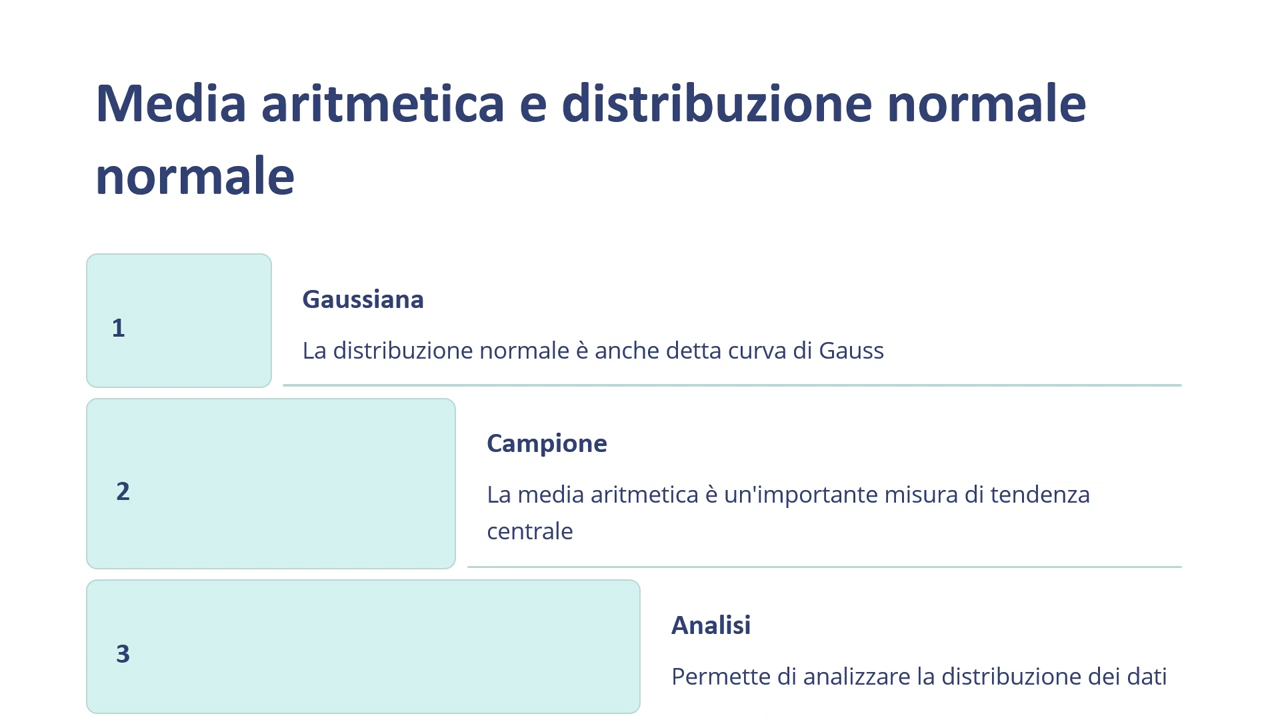 Media aritmetica e distribuzione normale
normale
1
Gaussiana
La distribuzione normale è anche detta curva di Gauss
2
Campione
La media aritmetica è un'importante misura di tendenza
centrale
3
Analisi
Permette di analizzare la distribuzione dei dati